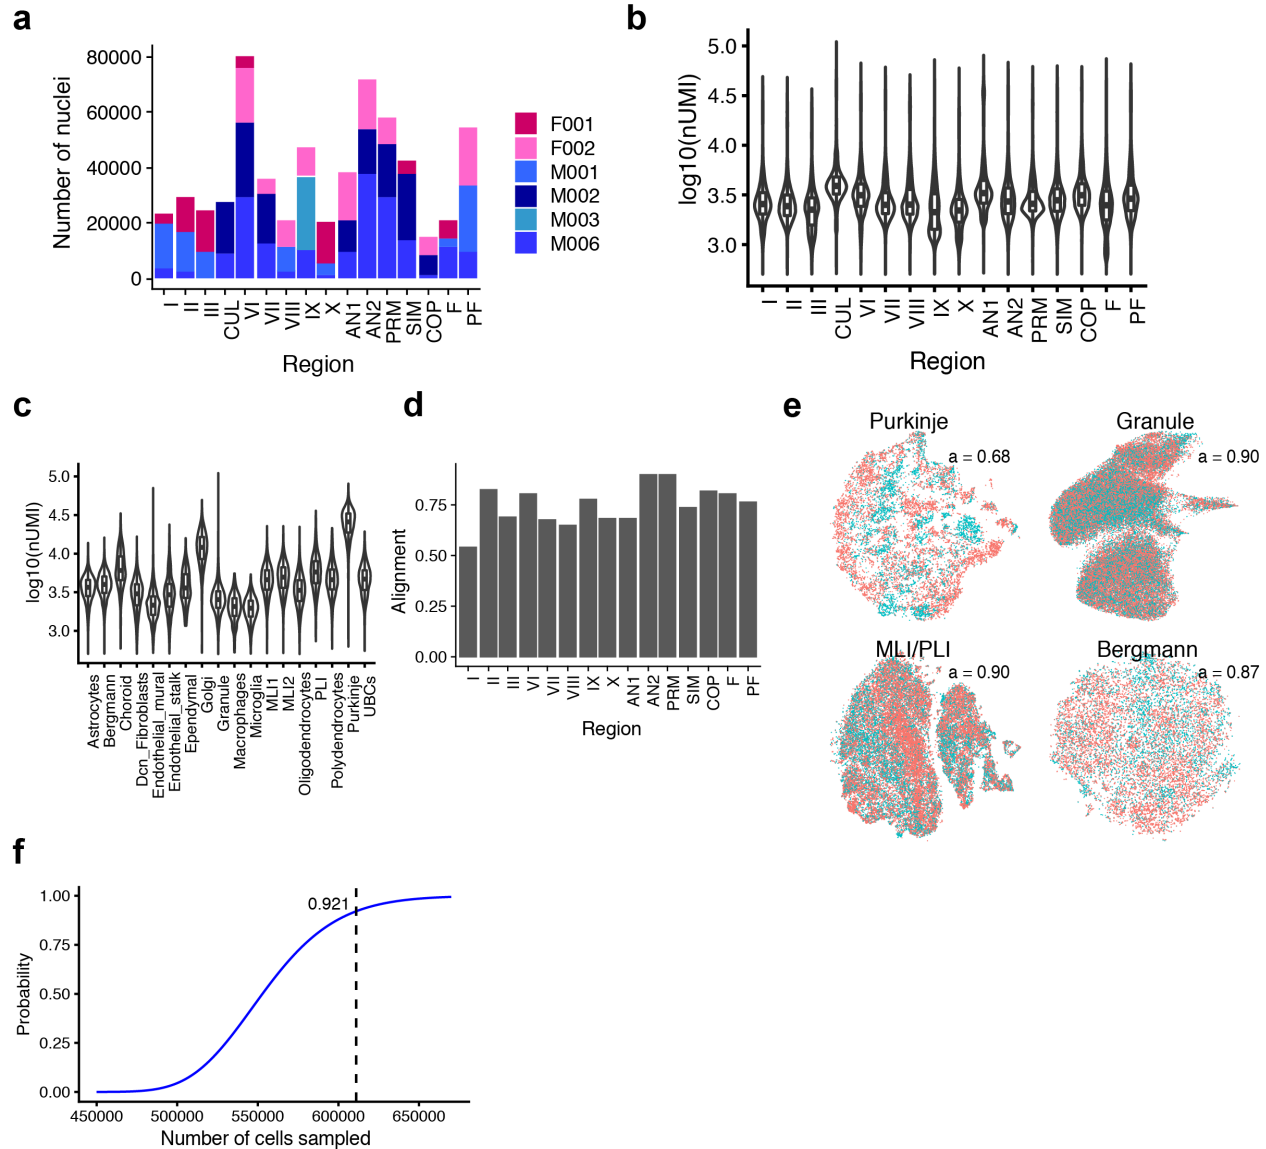 a
80000
60000
40000
20000
0
Number of nuclei
I
II
III
CUL
VI
VII
VIII
IX
X
AN1
AN2
PRM
SIM
COP
F
PF
Region
F001
F002
M001
M002
M003
M006
b
5.0
4.5
4.0
3.5
3.0
log10(nUMI)
I
II
III
CUL
VI
VII
VIII
IX
X
AN1
AN2
PRM
SIM
COP
F
PF
Region
c
5.0
4.5
4.0
3.5
3.0
log10(nUMI)
Astrocytes
Bergmann
Choroid
Dcn_Fibroblasts
Endothelial_mural
Endothelial_stalk
Ependymal
Golgi
Granule
Macrophages
Microglia
MLI1
MLI2
Oligodendrocytes
PLI
Polydendrocytes
Purkinje
UBCs
d
0.75
0.50
0.25
0.00
Alignment
I
II
III
VI
VII
VIII
IX
X
AN1
AN2
PRM
SIM
COP
F
PF
Region
e
Purkinje
a = 0.68
Granule
a = 0.90
MLI/PLI
a = 0.90
Bergmann
a = 0.87
f
1.00
0.75
0.50
0.25
0.00
Probability
0.921
450000
500000
550000
600000
650000
Number of cells sampled